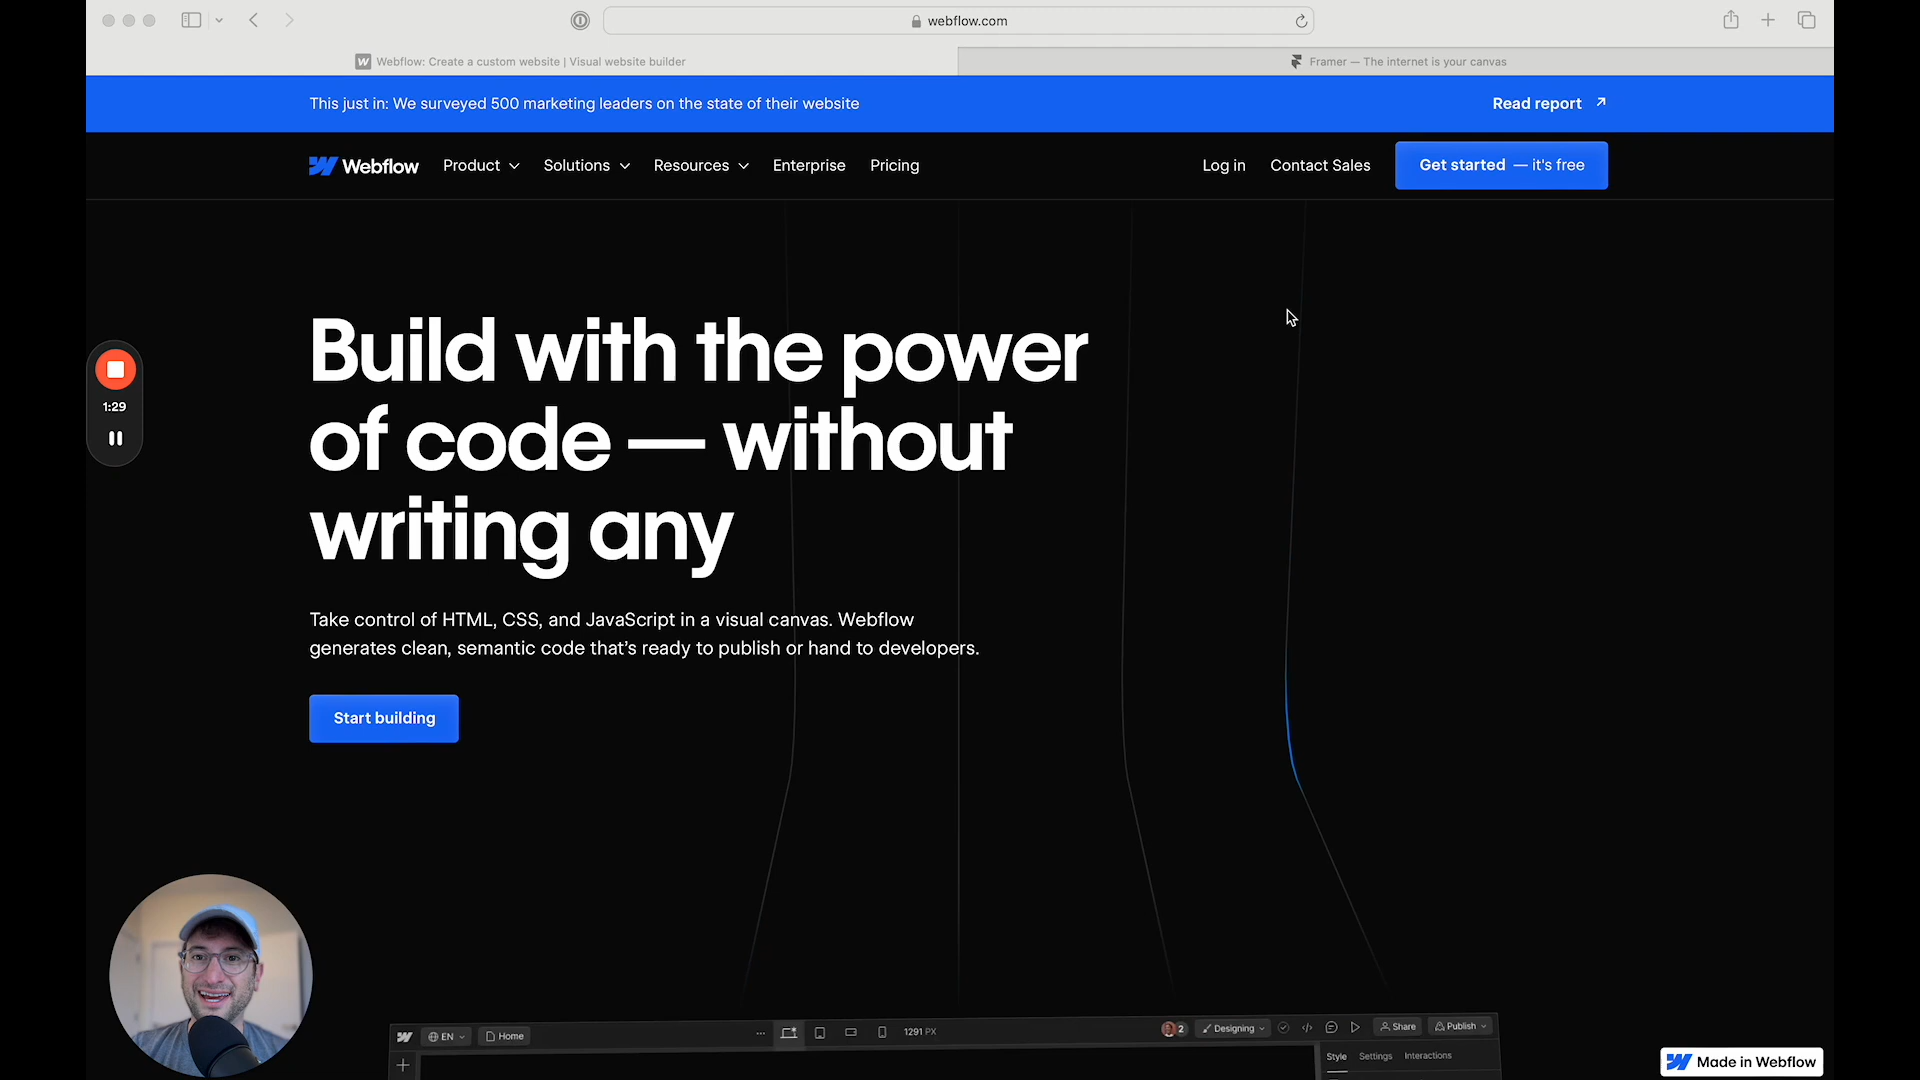 webflow.com
Webflow: Create a custom website | Visual website builder
Framer — The internet is your canvas
This just in: We surveyed 500 marketing leaders on the state of their website
Read report
Webflow
Product
Solutions
Resources
Enterprise
Pricing
Log in
Contact Sales
Get started — it's free
Build with the power
of code — without
writing any
1:29
Take control of HTML, CSS, and JavaScript in a visual canvas. Webflow
generates clean, semantic code that's ready to publish or hand to developers.
Start building
EN
Home
1291 PX
2
Designing
Share
Publish
Style
Settings
Interactions
Made in Webflow